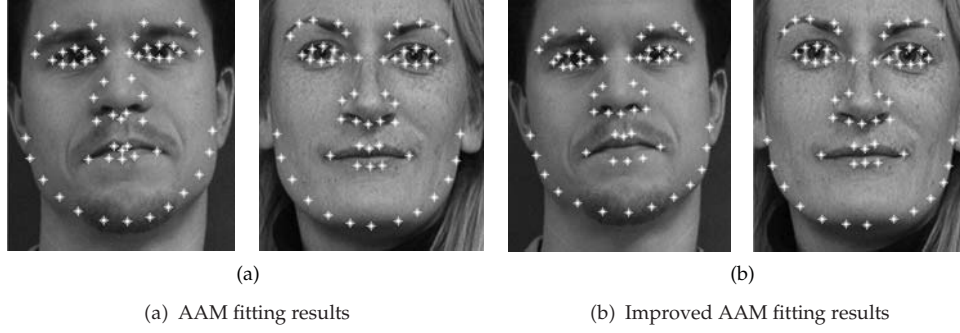 (a)
(b)
(a) AAM fitting results
(b) Improved AAM fitting results